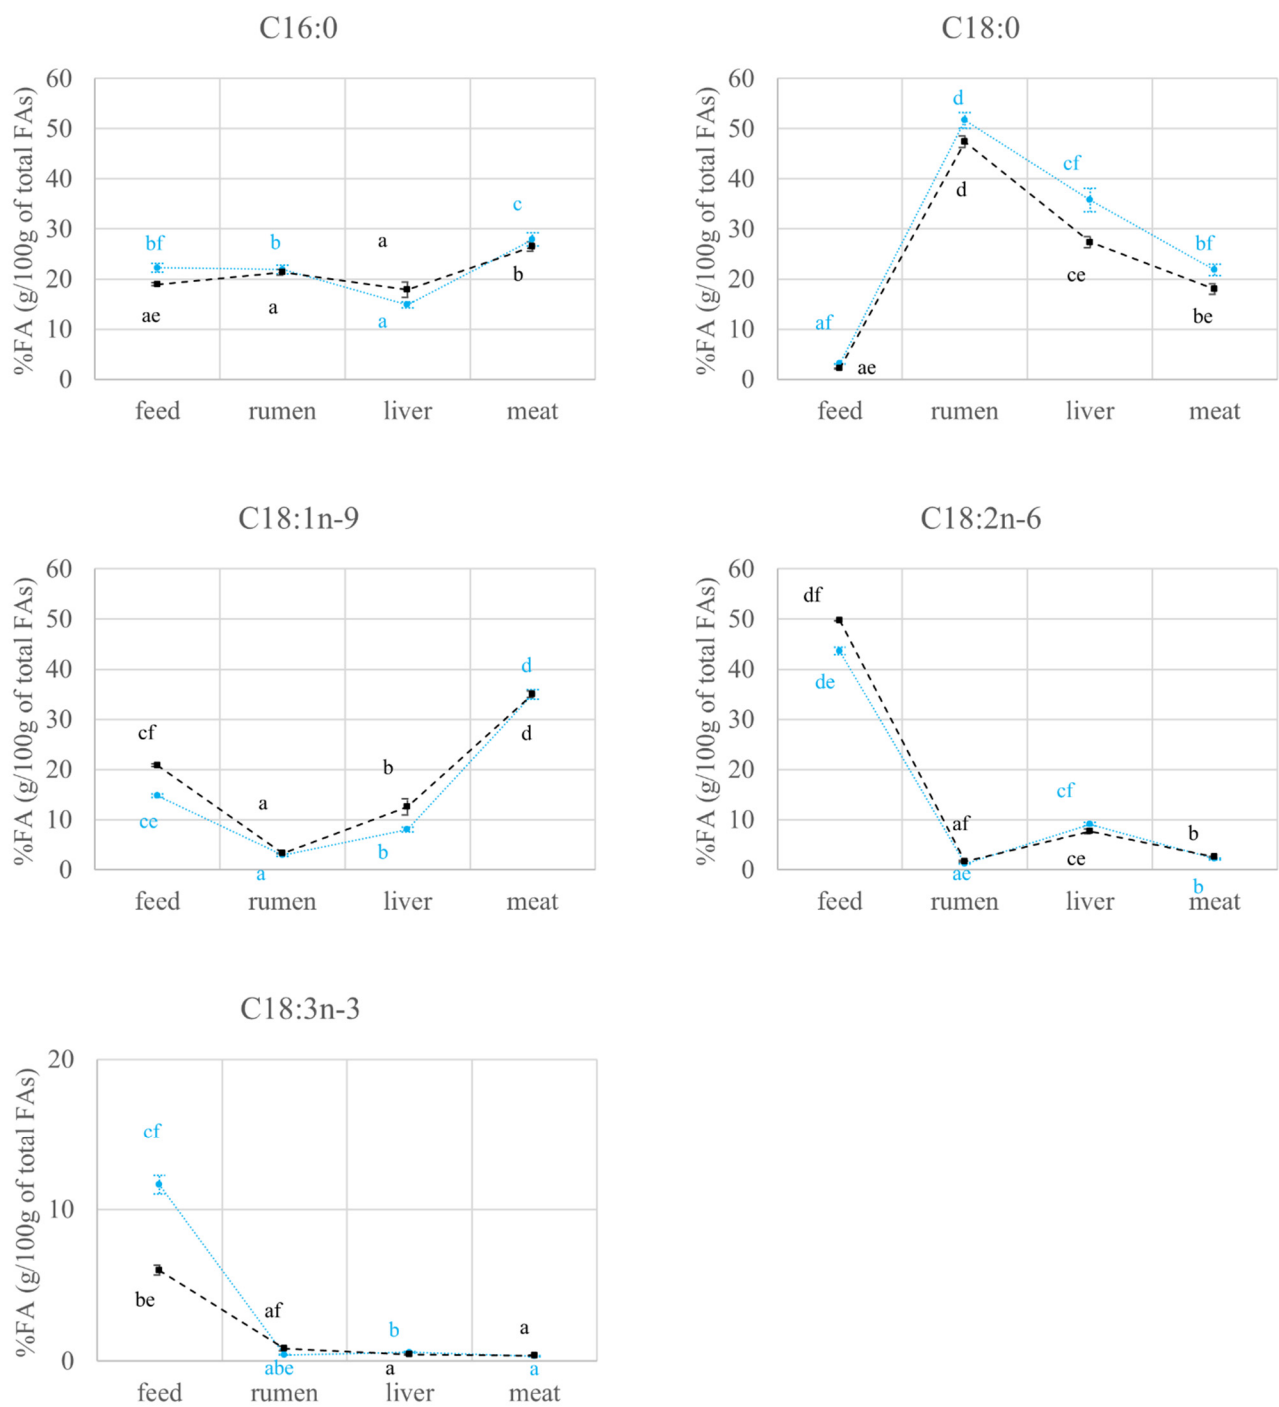 C16:0
%FA (g/100g of total FAs)
60
50
40
30
20
10
0
bf
ae
b
a
a
a
c
b
feed rumen liver meat
C18:0
%FA (g/100g of total FAs)
60
50
40
30
20
10
0
af
ae
d
d
cf
ce
bf
be
feed rumen liver meat
C18:1n-9
%FA (g/100g of total FAs)
60
50
40
30
20
10
0
cf
ce
a
a
b
b
d
d
feed rumen liver meat
C18:2n-6
%FA (g/100g of total FAs)
60
50
40
30
20
10
0
df
de
af
ae
cf
ce
b
b
feed rumen liver meat
C18:3n-3
%FA (g/100g of total FAs)
20
10
0
cf
be
af
abe
b
a
a
a
feed rumen liver meat